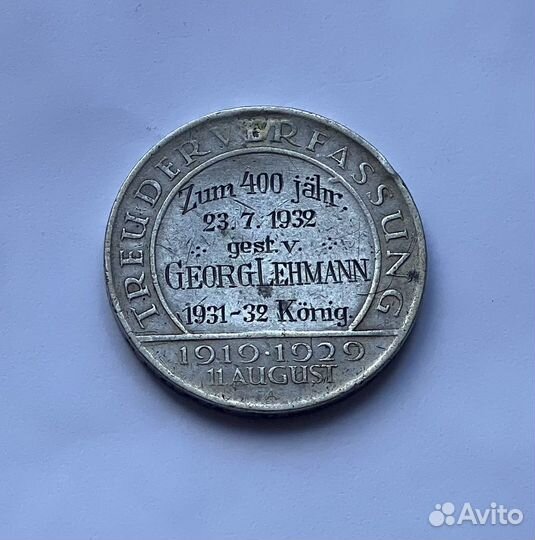 TREU DER VERFASSUNG
Zum 400 jähr.
23.7.1932
gest. v.
GEORG LEHMANN
1931-32 König.
1919·1929
11. AUGUST
A
Avito